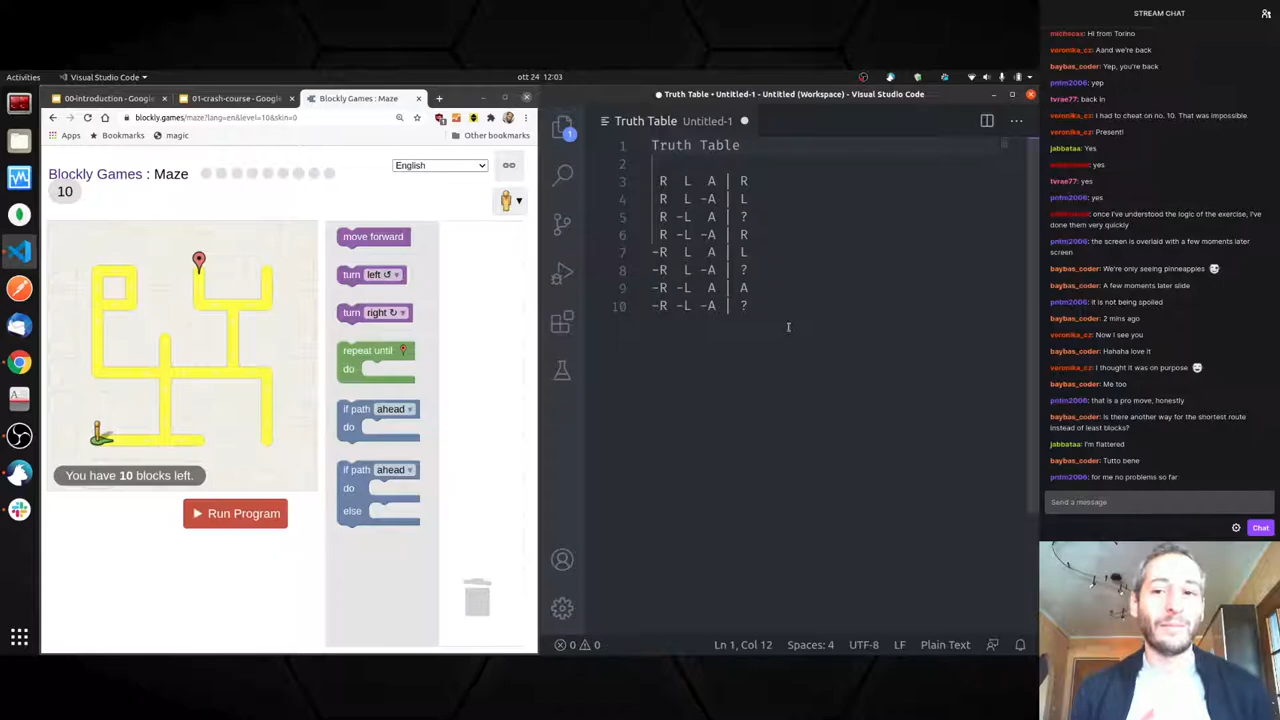 Activities
Visual Studio Code
ott 24 12:03
00-introduction - Google
01-crash-course - Google
Blockly Games : Maze
blockly.games/maze?lang=en&level=10&skin=0
Apps
Bookmarks
magic
Other bookmarks
Blockly Games : Maze
10
English
You have 10 blocks left.
Run Program
move forward
turn left
turn right
repeat until
do
if path ahead
do
if path ahead
do
else
Truth Table • Untitled-1 - Untitled (Workspace) - Visual Studio Code
Truth Table Untitled-1
1 Truth Table
2
3 R L A | R
4 R L -A | L
5 R -L A | ?
6 R -L -A | R
7 -R L A | L
8 -R L -A | ?
9 -R -L A | A
10 -R -L -A | ?
1
0 0
Ln 1, Col 12
Spaces: 4
UTF-8
LF
Plain Text
STREAM CHAT
Hi from Torino
veronika_cz: Aand we're back
baybas_coder: Yep, you're back
pntm2006: yep
tvrae77: back in
veronika_cz: I had to cheat on no. 10. That was impossible
veronika_cz: Present!
jabbataa: Yes
yes
tvrae77: yes
pntm2006: yes
once I've understood the logic of the exercise, I've
done them very quickly
pntm2006: the screen is overlaid with a few moments later
screen
baybas_coder: We're only seeing pinneapples
baybas_coder: A few moments later slide
pntm2006: it is not being spoiled
baybas_coder: 2 mins ago
veronika_cz: Now I see you
baybas_coder: Hahaha love it
veronika_cz: I thought it was on purpose
baybas_coder: Me too
pntm2006: that is a pro move, honestly
baybas_coder: Is there another way for the shortest route
instead of least blocks?
jabbataa: I'm flattered
baybas_coder: Tutto bene
pntm2006: for me no problems so far
Send a message
Chat